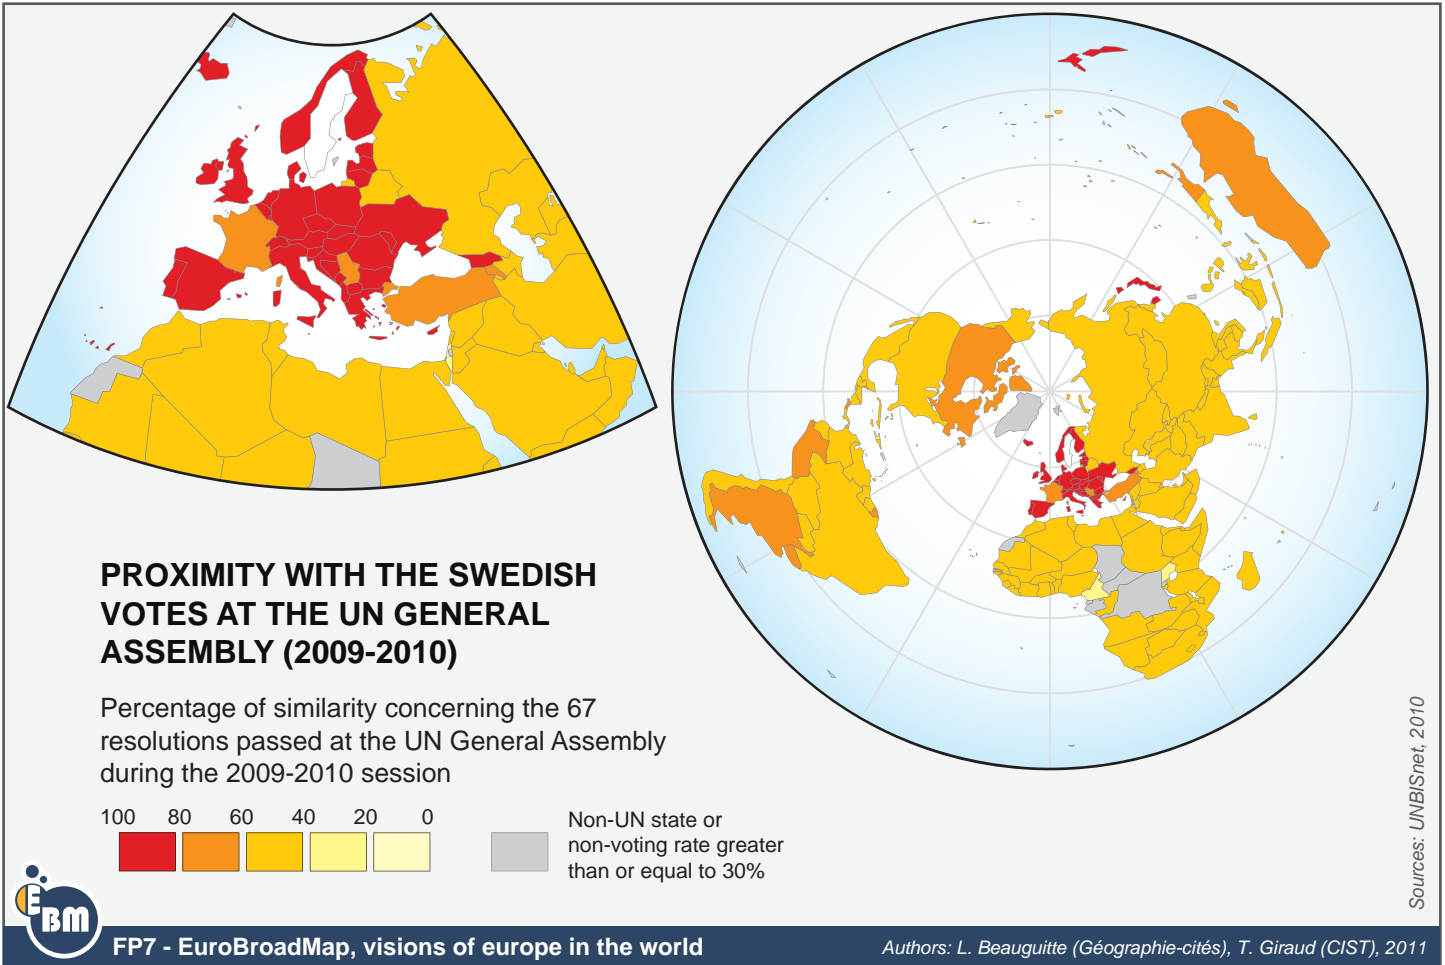 PROXIMITY WITH THE SWEDISH
VOTES AT THE UN GENERAL
ASSEMBLY (2009-2010)
Percentage of similarity concerning the 67
resolutions passed at the UN General Assembly
during the 2009-2010 session
100 80 60 40 20 0
Non-UN state or
non-voting rate greater
than or equal to 30%
Sources: UNBISnet, 2010
EBM
FP7 - EuroBroadMap, visions of europe in the world
Authors: L. Beauguitte (Géographie-cités), T. Giraud (CIST), 2011